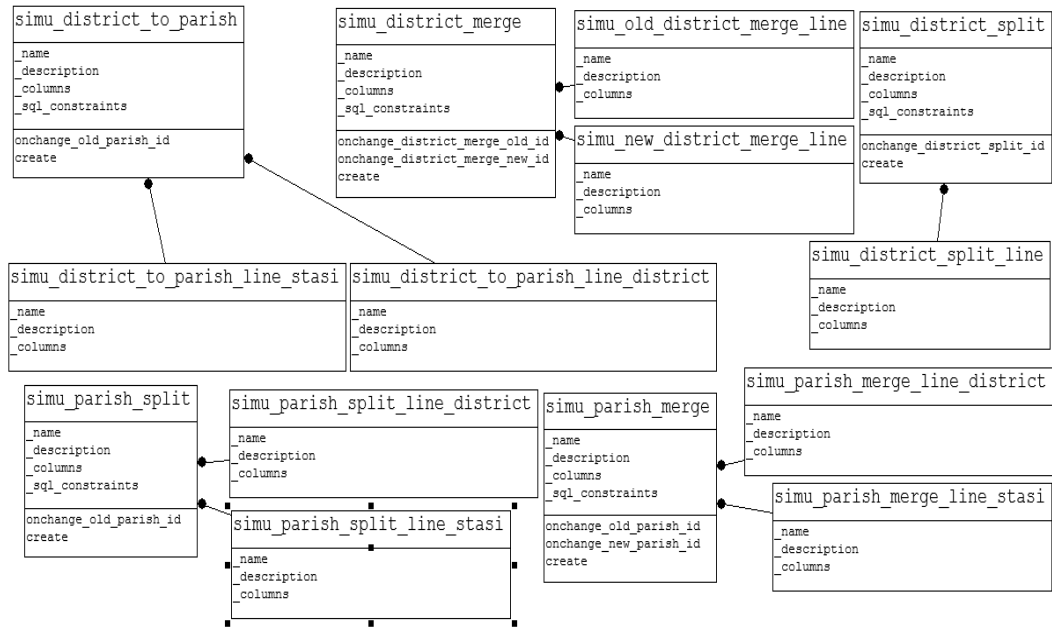 simu_district_to_parish
_name
_description
_columns
_sql_constraints
onchange_old_parish_id
create
simu_district_merge
_name
_description
_columns
_sql_constraints
onchange_district_merge_old_id
onchange_district_merge_new_id
create
simu_old_district_merge_line
_name
_description
_columns
simu_new_district_merge_line
_name
_description
_columns
simu_district_split
_name
_description
_columns
_sql_constraints
onchange_district_split_id
create
simu_district_to_parish_line_stasi
_name
_description
_columns
simu_district_to_parish_line_district
_name
_description
_columns
simu_district_split_line
_name
_description
_columns
simu_parish_split
_name
_description
_columns
_sql_constraints
onchange_old_parish_id
create
simu_parish_split_line_district
_name
_description
_columns
simu_parish_split_line_stasi
_name
_description
_columns
simu_parish_merge
_name
_description
_columns
_sql_constraints
onchange_old_parish_id
onchange_new_parish_id
create
simu_parish_merge_line_district
_name
_description
_columns
simu_parish_merge_line_stasi
_name
_description
_columns